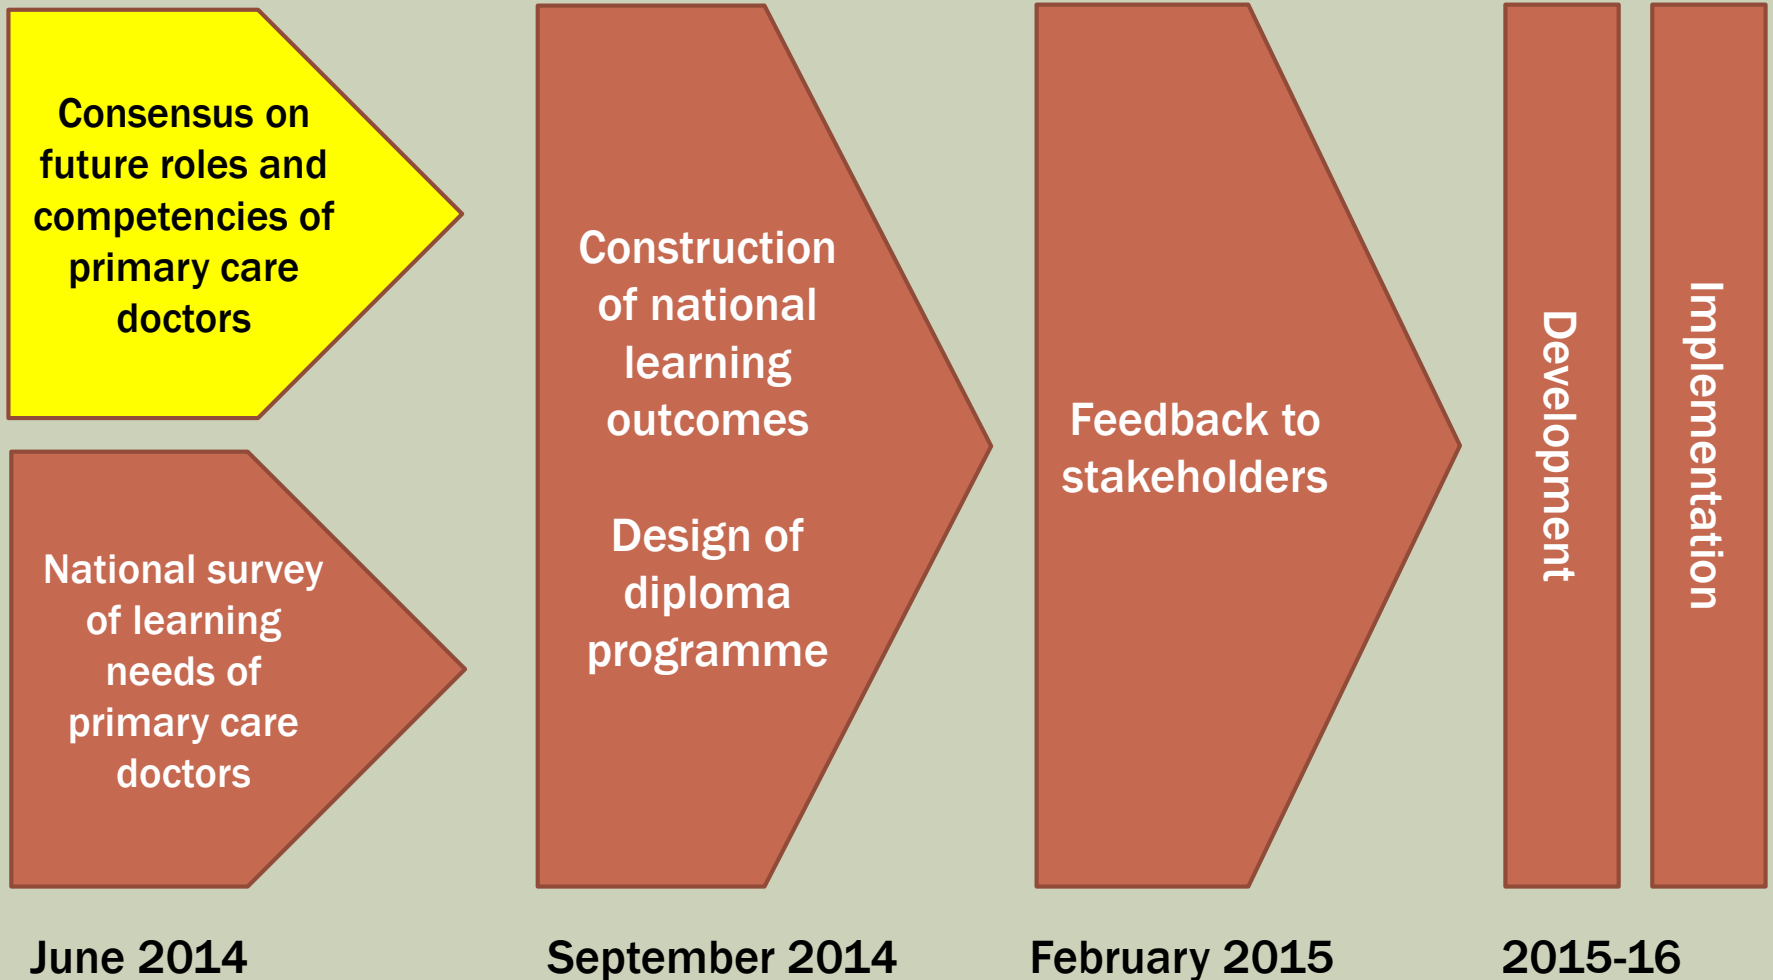 Consensus on
future roles and
competencies of
primary care
doctors
National survey
of learning
needs of
primary care
doctors
Construction
of national
learning
outcomes
Design of
diploma
programme
Feedback to
stakeholders
Development
Implementation
June 2014
September 2014
February 2015
2015-16